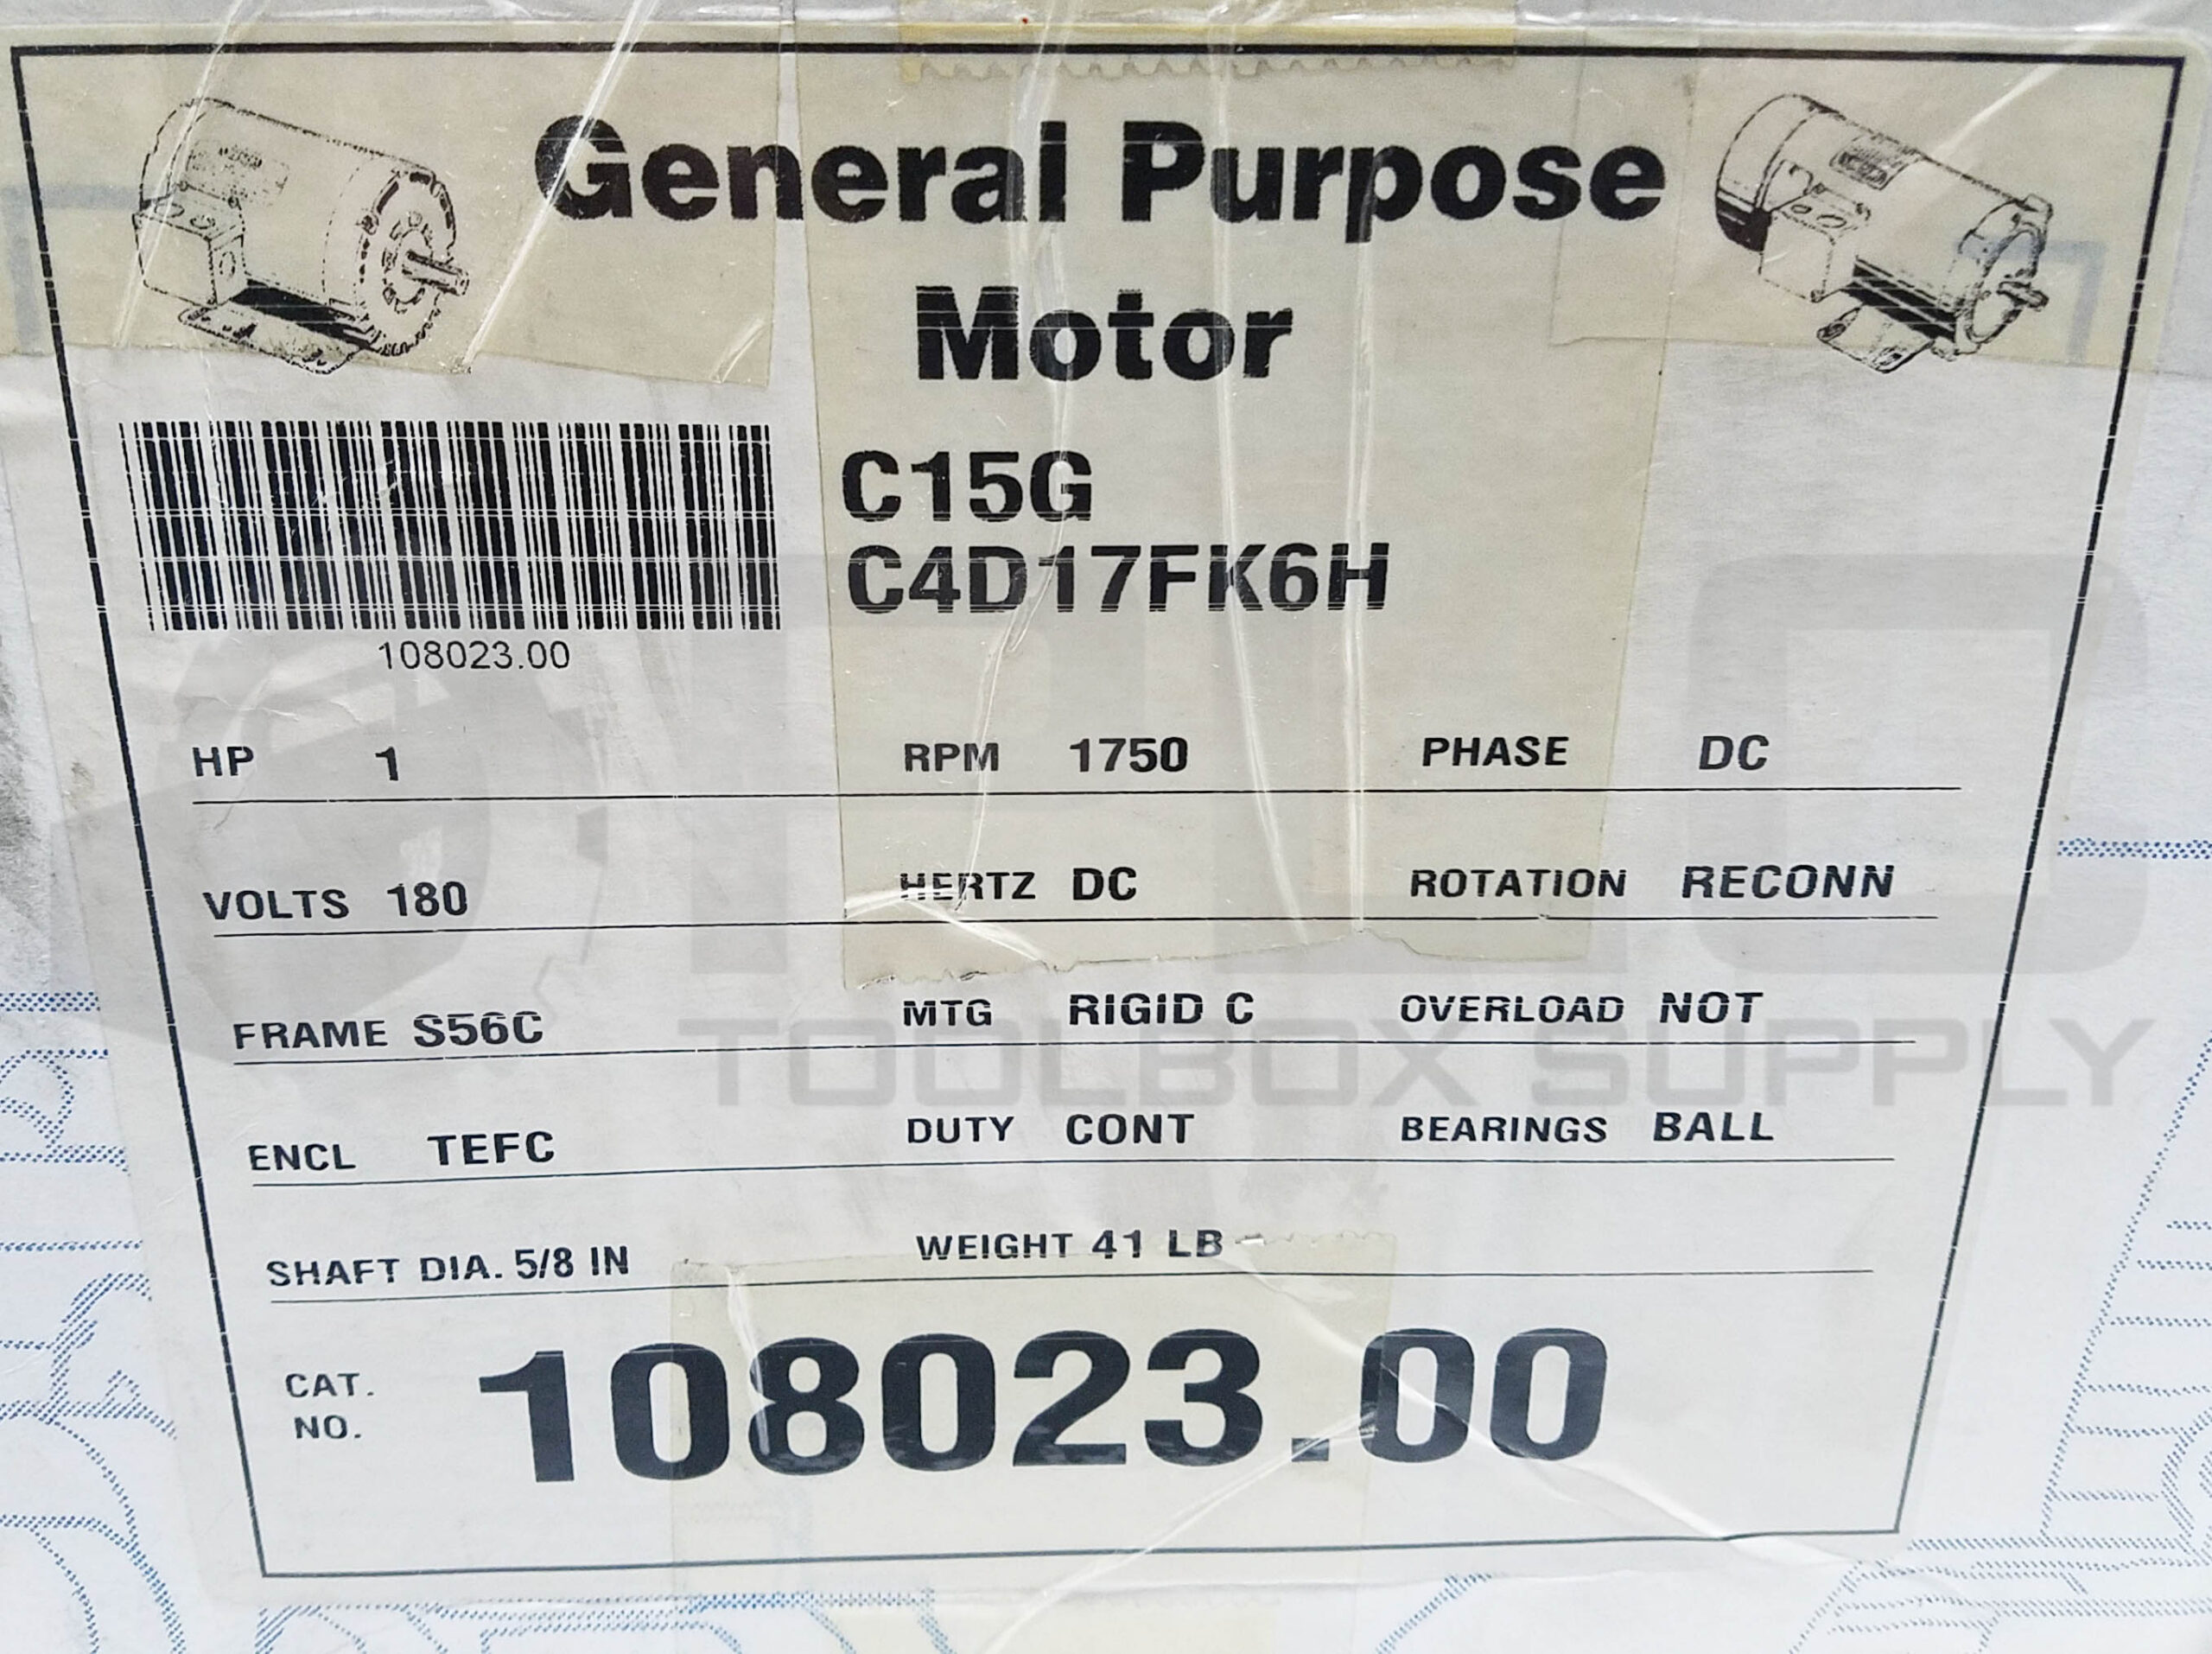 General Purpose
Motor
C15G
C4D17FK6H
108023.00
HP 1 RPM 1750 PHASE DC
VOLTS 180 HERTZ DC ROTATION RECONN
FRAME S56C MTG RIGID C OVERLOAD NOT
ENCL TEFC DUTY CONT BEARINGS BALL
SHAFT DIA. 5/8 IN WEIGHT 41 LB
CAT. NO. 108023.00
PLC
TOOLBOX SUPPLY